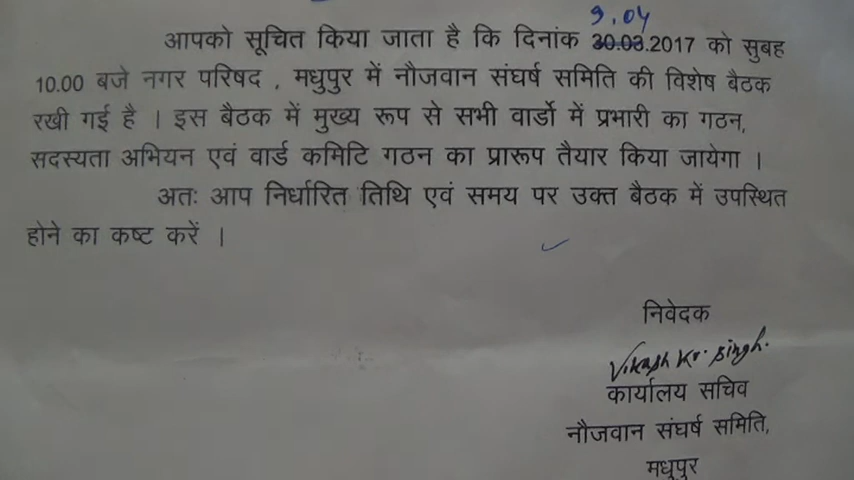 9.04
आपको सूचित किया जाता है कि दिनांक 30.03.2017 को सुबह
10.00 बजे नगर परिषद , मधुपुर में नौजवान संघर्ष समिति की विशेष बैठक
रखी गई है । इस बैठक में मुख्य रूप से सभी वार्डो में प्रभारी का गठन,
सदस्यता अभियन एवं वार्ड कमिटि गठन का प्रारूप तैयार किया जायेगा ।
अतः आप निर्धारित तिथि एवं समय पर उक्त बैठक में उपस्थित
होने का कष्ट करें ।
निवेदक
Vikash Kr. Singh.
कार्यालय सचिव
नौजवान संघर्ष समिति,
मधुपुर